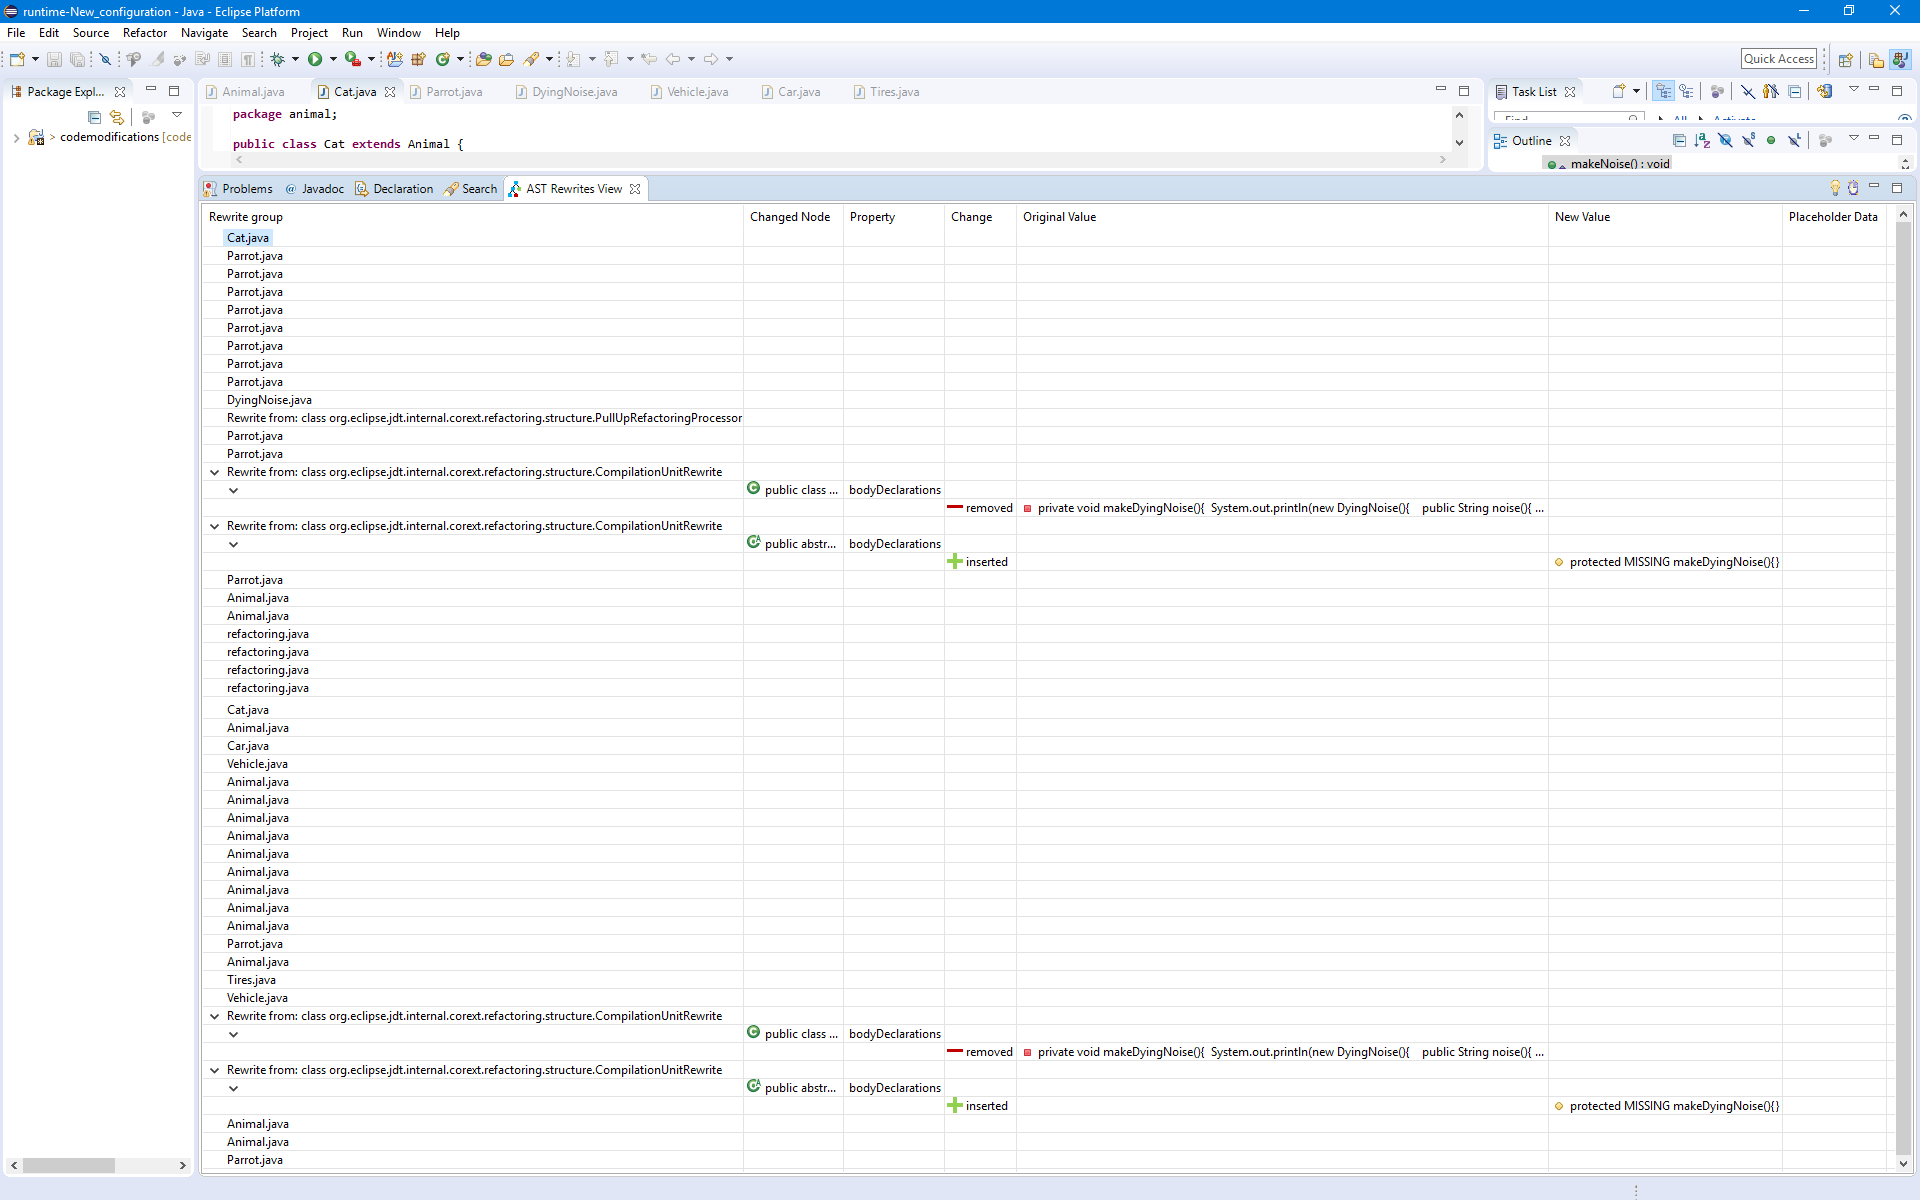 runtime-New_configuration - Java - Eclipse Platform
File Edit Source Refactor Navigate Search Project Run Window Help
Quick Access
Package Expl...
Animal.java Cat.java Parrot.java DyingNoise.java Vehicle.java Car.java Tires.java
Task List
package animal;
Find All Activate...
> codemodifications [code
public class Cat extends Animal {
Outline
makeNoise() : void
Problems @ Javadoc Declaration Search AST Rewrites View
Rewrite group Changed Node Property Change Original Value New Value Placeholder Data
Cat.java
Parrot.java
Parrot.java
Parrot.java
Parrot.java
Parrot.java
Parrot.java
Parrot.java
Parrot.java
DyingNoise.java
Rewrite from: class org.eclipse.jdt.internal.corext.refactoring.structure.PullUpRefactoringProcessor
Parrot.java
Parrot.java
Rewrite from: class org.eclipse.jdt.internal.corext.refactoring.structure.CompilationUnitRewrite
public class ... bodyDeclarations
removed private void makeDyingNoise(){ System.out.println(new DyingNoise(){ public String noise(){ ...
Rewrite from: class org.eclipse.jdt.internal.corext.refactoring.structure.CompilationUnitRewrite
public abstr... bodyDeclarations
inserted protected MISSING makeDyingNoise(){}
Parrot.java
Animal.java
Animal.java
refactoring.java
refactoring.java
refactoring.java
refactoring.java
Cat.java
Animal.java
Car.java
Vehicle.java
Animal.java
Animal.java
Animal.java
Animal.java
Animal.java
Animal.java
Animal.java
Animal.java
Animal.java
Parrot.java
Animal.java
Tires.java
Vehicle.java
Rewrite from: class org.eclipse.jdt.internal.corext.refactoring.structure.CompilationUnitRewrite
public class ... bodyDeclarations
removed private void makeDyingNoise(){ System.out.println(new DyingNoise(){ public String noise(){ ...
Rewrite from: class org.eclipse.jdt.internal.corext.refactoring.structure.CompilationUnitRewrite
public abstr... bodyDeclarations
inserted protected MISSING makeDyingNoise(){}
Animal.java
Animal.java
Parrot.java